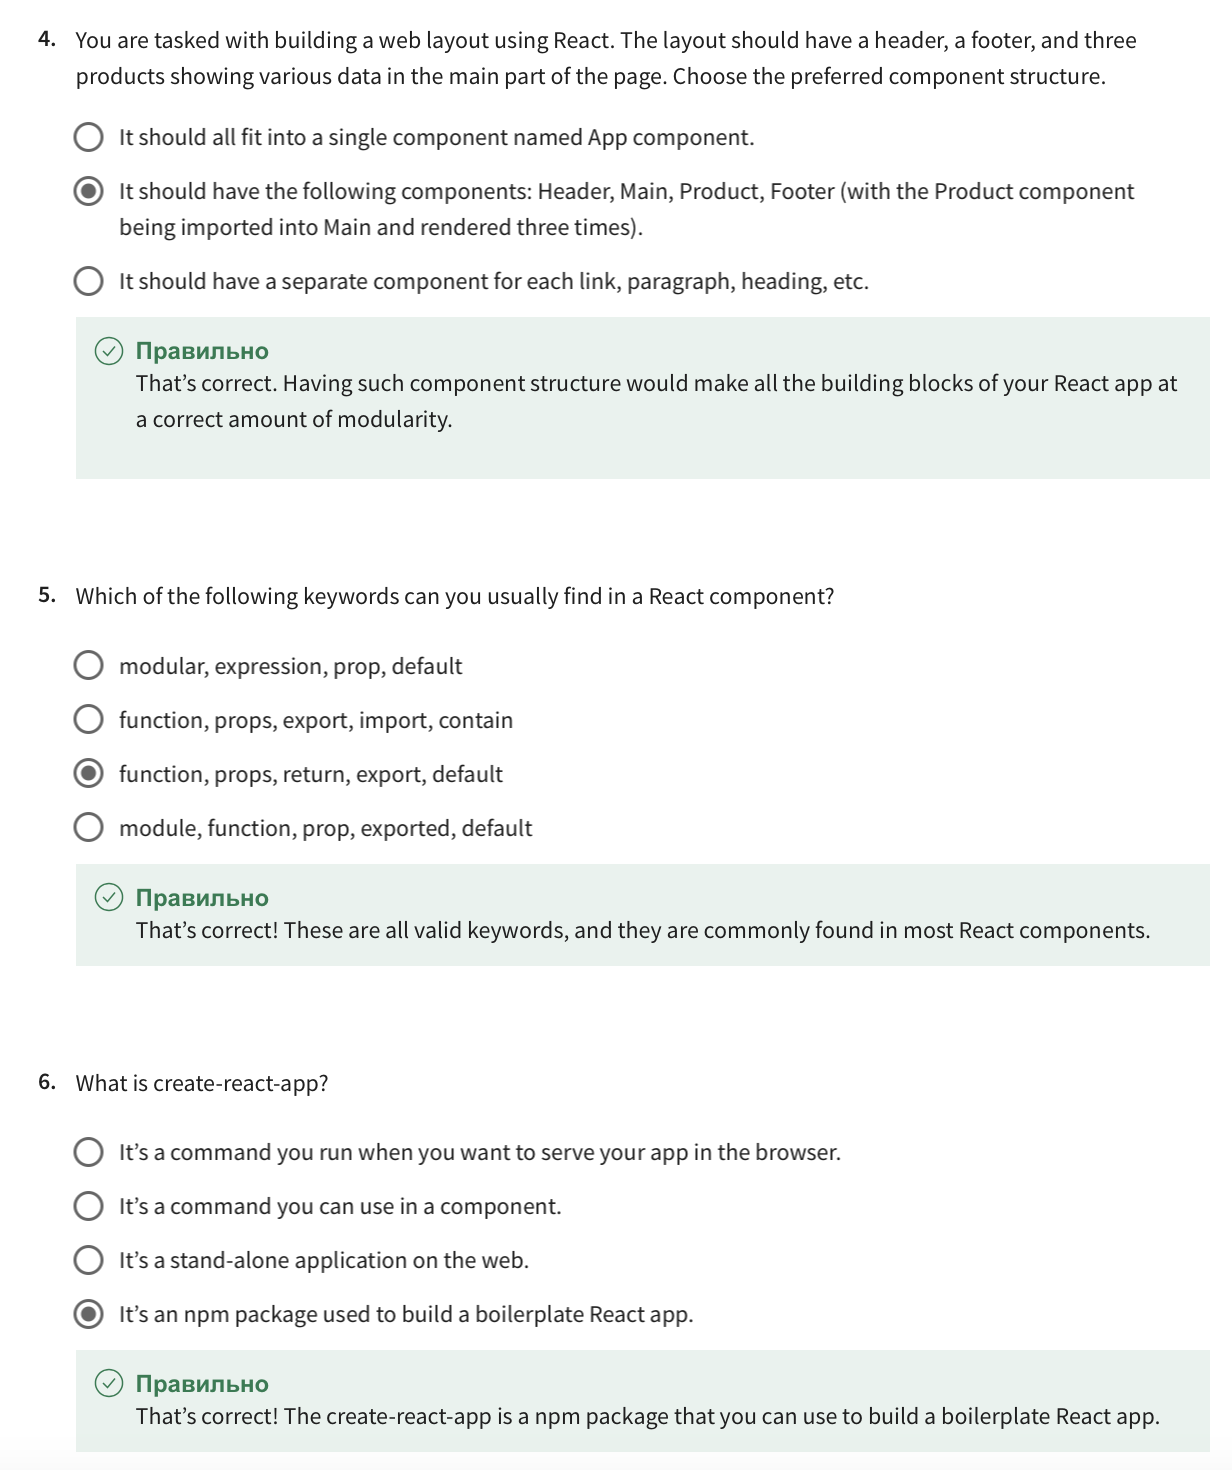 4. You are tasked with building a web layout using React. The layout should have a header, a footer, and three
products showing various data in the main part of the page. Choose the preferred component structure.
It should all fit into a single component named App component.
It should have the following components: Header, Main, Product, Footer (with the Product component
being imported into Main and rendered three times).
It should have a separate component for each link, paragraph, heading, etc.
Правильно
That’s correct. Having such component structure would make all the building blocks of your React app at
a correct amount of modularity.
5. Which of the following keywords can you usually find in a React component?
modular, expression, prop, default
function, props, export, import, contain
function, props, return, export, default
module, function, prop, exported, default
Правильно
That’s correct! These are all valid keywords, and they are commonly found in most React components.
6. What is create-react-app?
It’s a command you run when you want to serve your app in the browser.
It’s a command you can use in a component.
It’s a stand-alone application on the web.
It’s an npm package used to build a boilerplate React app.
Правильно
That’s correct! The create-react-app is a npm package that you can use to build a boilerplate React app.